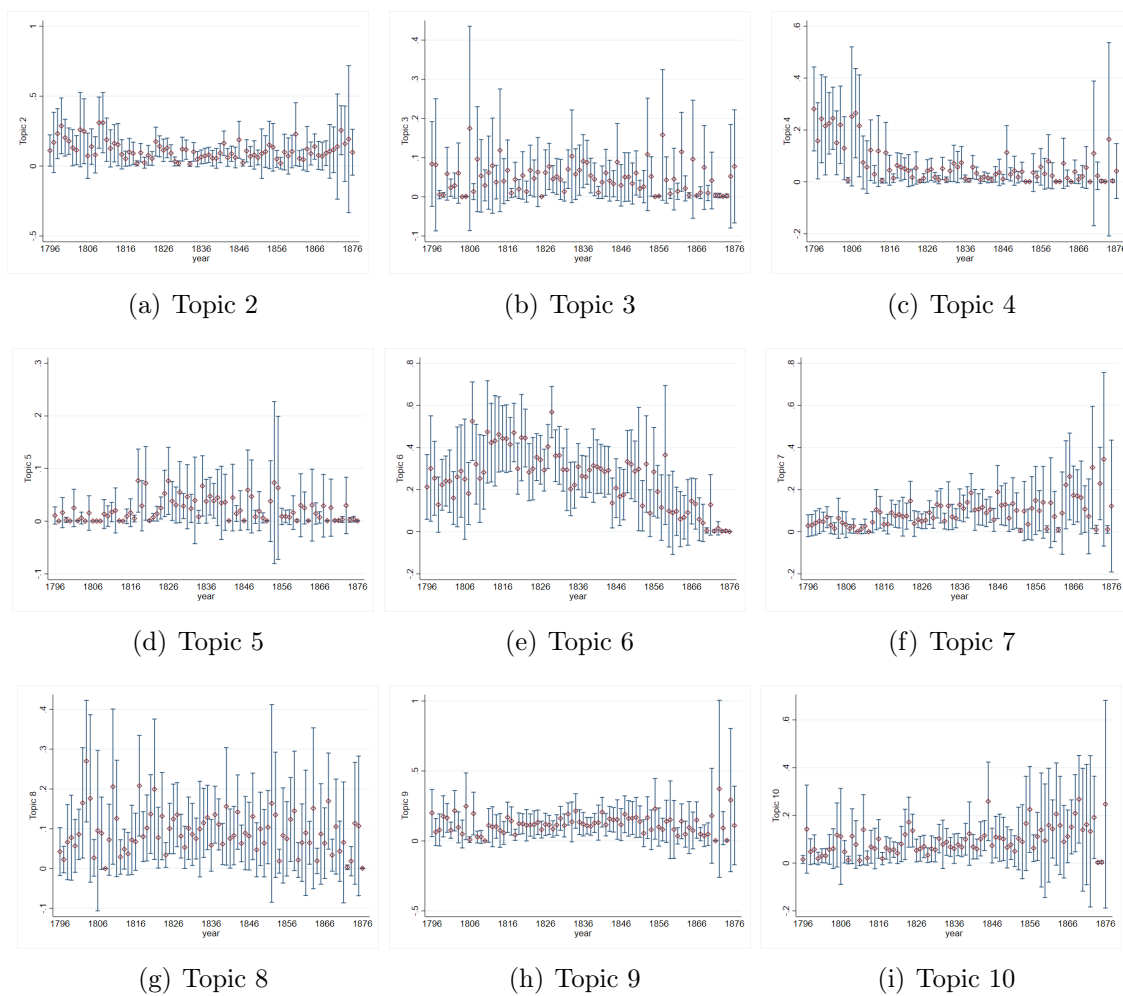 1
.5
0
-.5
Topic 2
1796 1806 1816 1826 1836 1846 1856 1866 1876
year
(a) Topic 2
.4
.3
.2
.1
0
-.1
Topic 3
1796 1806 1816 1826 1836 1846 1856 1866 1876
year
(b) Topic 3
.6
.4
.2
0
-.2
Topic 4
1796 1806 1816 1826 1836 1846 1856 1866 1876
year
(c) Topic 4
.3
.2
.1
0
-.1
Topic 5
1796 1806 1816 1826 1836 1846 1856 1866 1876
year
(d) Topic 5
.8
.6
.4
.2
0
-.2
Topic 6
1796 1806 1816 1826 1836 1846 1856 1866 1876
year
(e) Topic 6
.8
.6
.4
.2
0
-.2
Topic 7
1796 1806 1816 1826 1836 1846 1856 1866 1876
year
(f) Topic 7
.4
.3
.2
.1
0
-.1
Topic 8
1796 1806 1816 1826 1836 1846 1856 1866 1876
year
(g) Topic 8
1
.5
0
-.5
Topic 9
1796 1806 1816 1826 1836 1846 1856 1866 1876
year
(h) Topic 9
.6
.4
.2
0
-.2
Topic 10
1796 1806 1816 1826 1836 1846 1856 1866 1876
year
(i) Topic 10